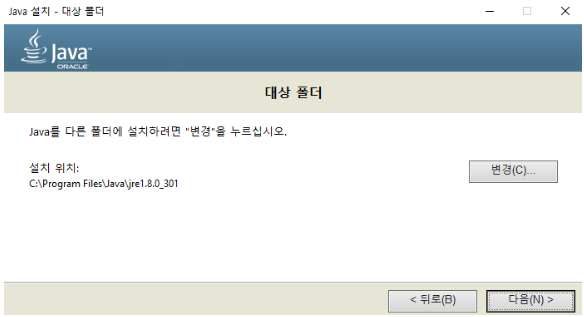 Java 설치 - 대상 폴더
Java™
ORACLE
대상 폴더
Java를 다른 폴더에 설치하려면 "변경"을 누르십시오.
설치 위치:
C:\Program Files\Java\jre1.8.0_301
변경(C)...
< 뒤로(B)
다음(N) >